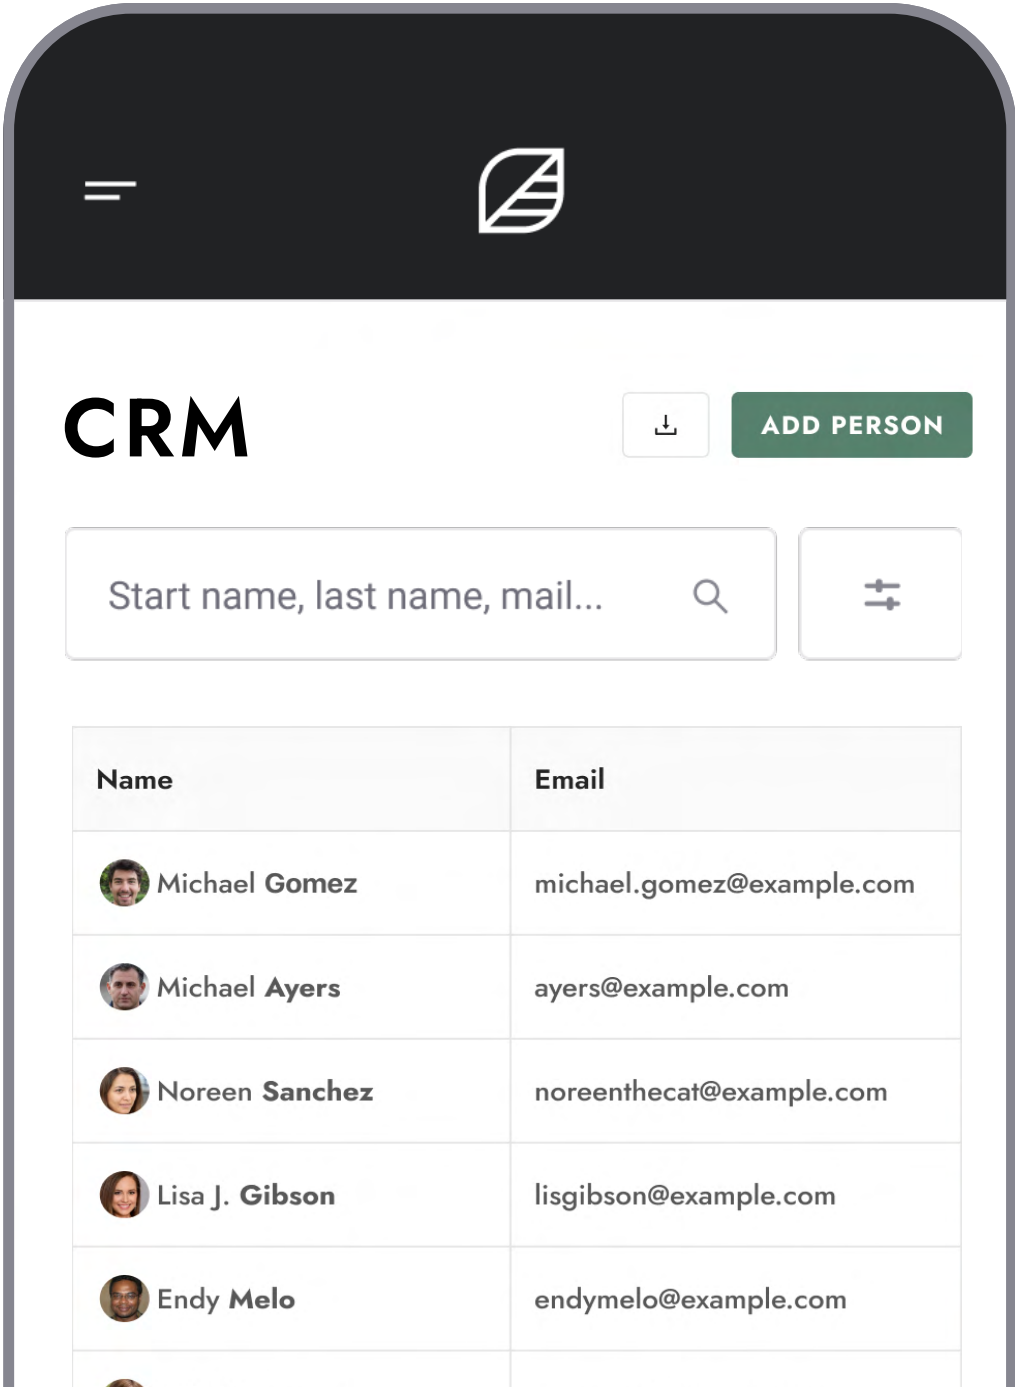 CRM
ADD PERSON
Start name, last name, mail...
Name Email
Michael Gomez michael.gomez@example.com
Michael Ayers ayers@example.com
Noreen Sanchez noreenthecat@example.com
Lisa J. Gibson lisgibson@example.com
Endy Melo endymelo@example.com